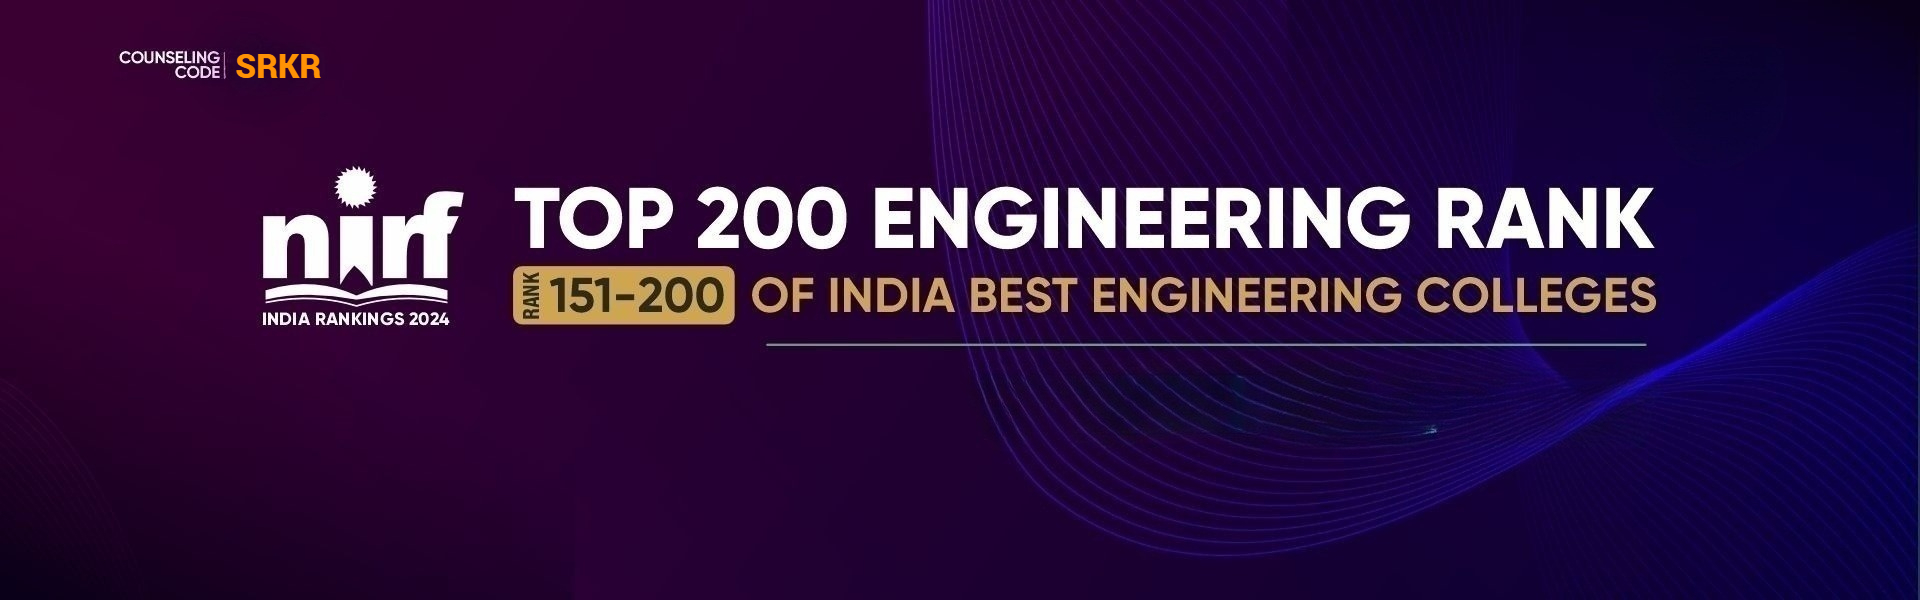 COUNSELING
CODE
SRKR
nirf
INDIA RANKINGS 2024
TOP 200 ENGINEERING RANK
RANK 151-200 OF INDIA BEST ENGINEERING COLLEGES